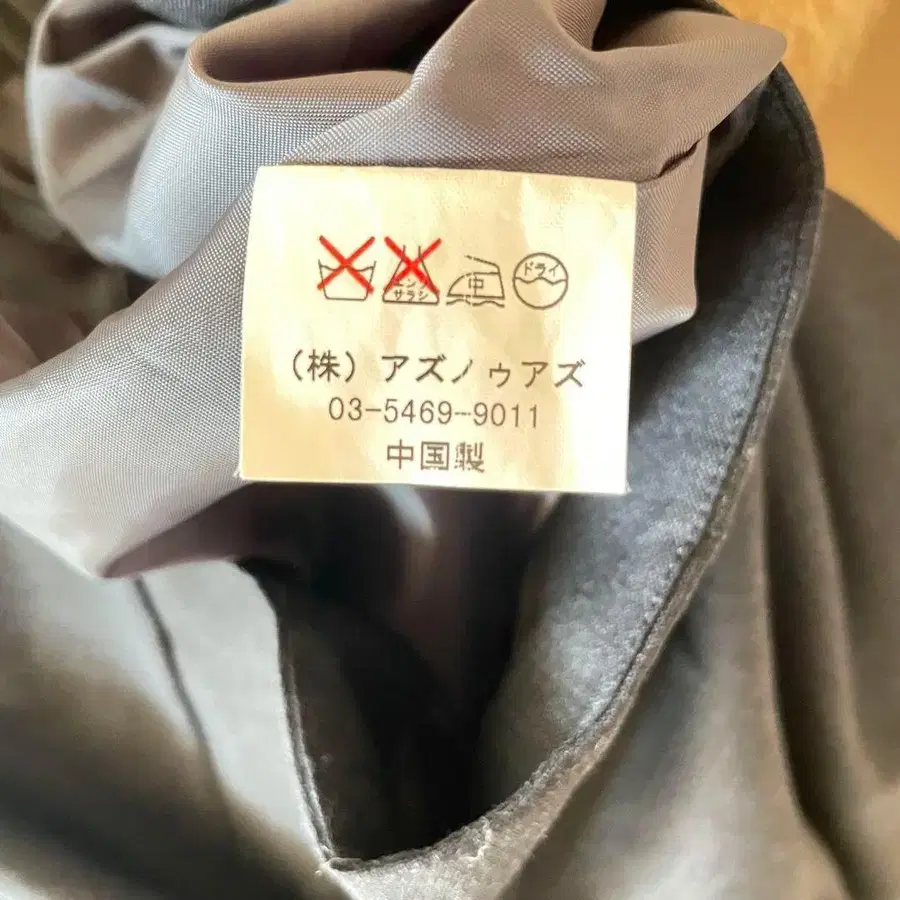 エンソ サラシ 中 ドライ
（株）アズノゥアズ
03-5469-9011
中国製